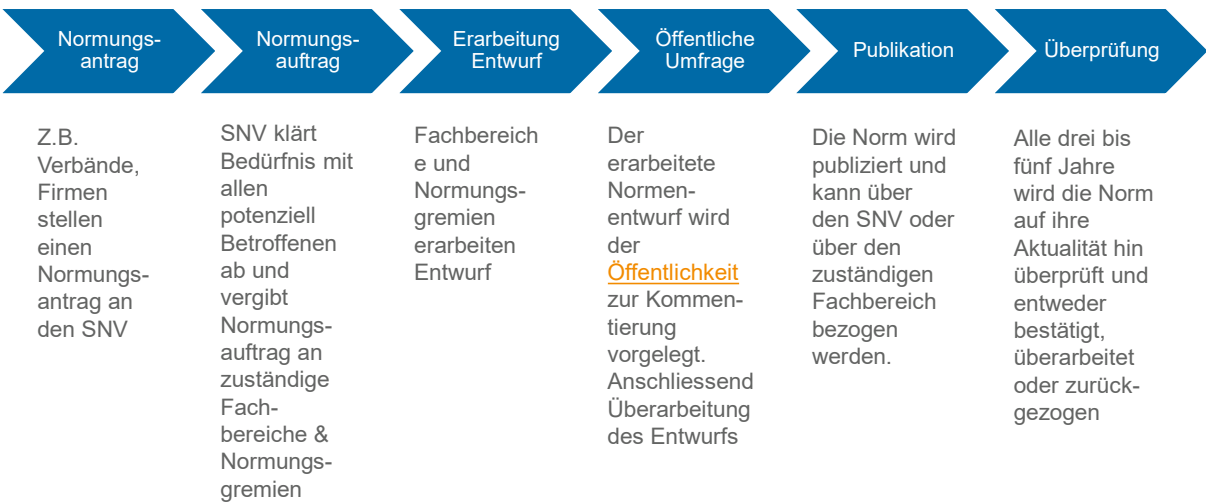 Normungs-
antrag
Normungs-
auftrag
Erarbeitung
Entwurf
Öffentliche
Umfrage
Publikation
Überprüfung
Z.B.
Verbände,
Firmen
stellen
einen
Normungs-
antrag an
den SNV
SNV klärt
Bedürfnis mit
allen
potenziell
Betroffenen
ab und
vergibt
Normungs-
auftrag an
zuständige
Fach-
bereiche &
Normungs-
gremien
Fachbereich
e und
Normungs-
gremien
erarbeiten
Entwurf
Der
erarbeitete
Normen-
entwurf wird
der
Öffentlichkeit
zur Kommen-
tierung
vorgelegt.
Anschliessend
Überarbeitung
des Entwurfs
Die Norm wird
publiziert und
kann über
den SNV oder
über den
zuständigen
Fachbereich
bezogen
werden.
Alle drei bis
fünf Jahre
wird die Norm
auf ihre
Aktualität hin
überprüft und
entweder
bestätigt,
überarbeitet
oder zurück-
gezogen